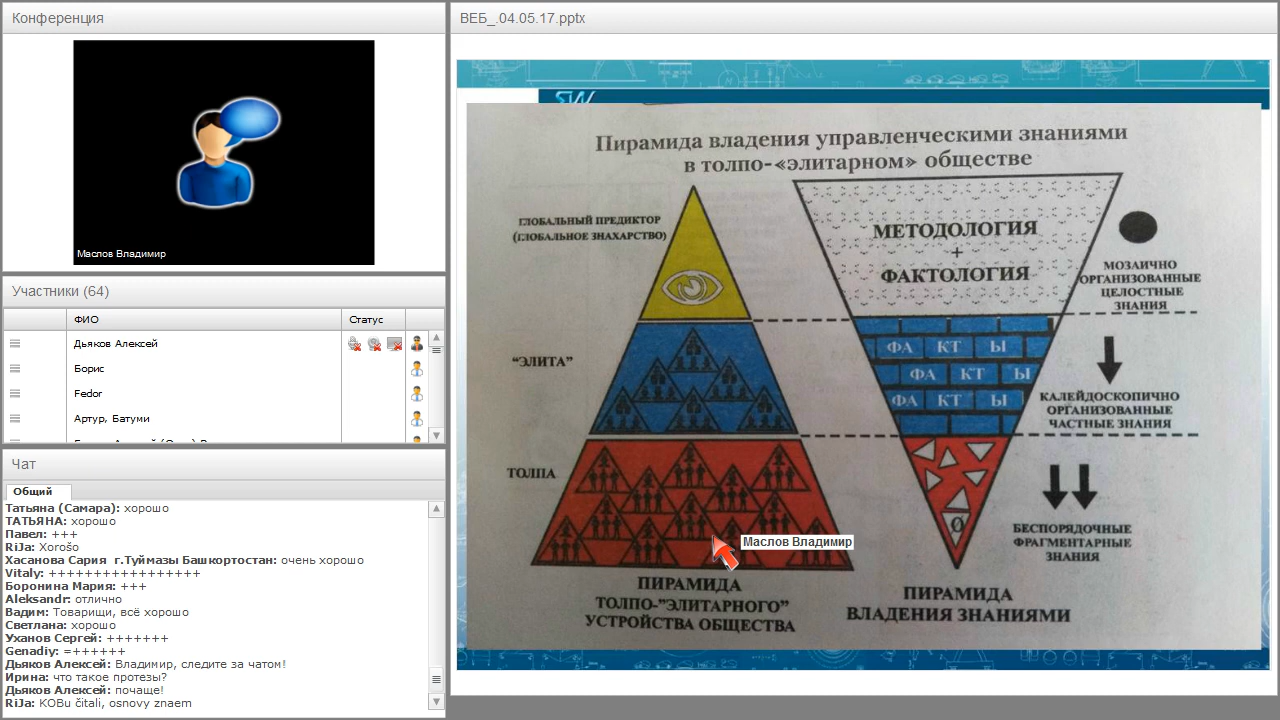 Конференция
Маслов Владимир
Участники (64)
ФИО
Статус
Дьяков Алексей
Борис
Fedor
Артур, Батуми
Чат
Общий
Татьяна (Самара): хорошо
ТАТЬЯНА: хорошо
Павел: +++
RiJa: Xorošo
Хасанова Сария г.Туймазы Башкортостан: очень хорошо
Vitaly: +++++++++++++++++
Боронина Мария: +++
Aleksandr: отлично
Вадим: Товарищи, всё хорошо
Светлана: хорошо
Уханов Сергей: +++++++
Genadiy: =++++++
Дьяков Алексей: Владимир, следите за чатом!
Ирина: что такое протезы?
Дьяков Алексей: почаще!
RiJa: KOBu čitali, osnovy znaem
ВЕБ_.04.05.17.pptx
Пирамида владения управленческими знаниями
в толпо-«элитарном» обществе
ГЛОБАЛЬНЫЙ ПРЕДИКТОР
(ГЛОБАЛЬНОЕ ЗНАХАРСТВО)
“ЭЛИТА”
ТОЛПА
Маслов Владимир
ПИРАМИДА
ТОЛПО-”ЭЛИТАРНОГО”
УСТРОЙСТВА ОБЩЕСТВА
МЕТОДОЛОГИЯ
+
ФАКТОЛОГИЯ
ФА КТ Ы
ФА КТ Ы
ФА КТ Ы
Ø
МОЗАИЧНО
ОРГАНИЗОВАННЫЕ
ЦЕЛОСТНЫЕ
ЗНАНИЯ
КАЛЕЙДОСКОПИЧНО
ОРГАНИЗОВАННЫЕ
ЧАСТНЫЕ ЗНАНИЯ
БЕСПОРЯДОЧНЫЕ
ФРАГМЕНТАРНЫЕ
ЗНАНИЯ
ПИРАМИДА
ВЛАДЕНИЯ ЗНАНИЯМИ